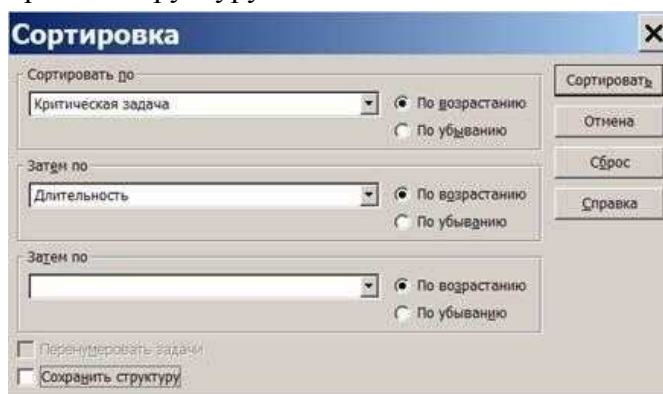 Сортировка
Сортировать по
Критическая задача
По возрастанию
По убыванию
Затем по
Длительность
По возрастанию
По убыванию
Затем по
По возрастанию
По убыванию
Перенумеровать задачи
Сохранить структуру
Сортировать
Отмена
Сброс
Справка